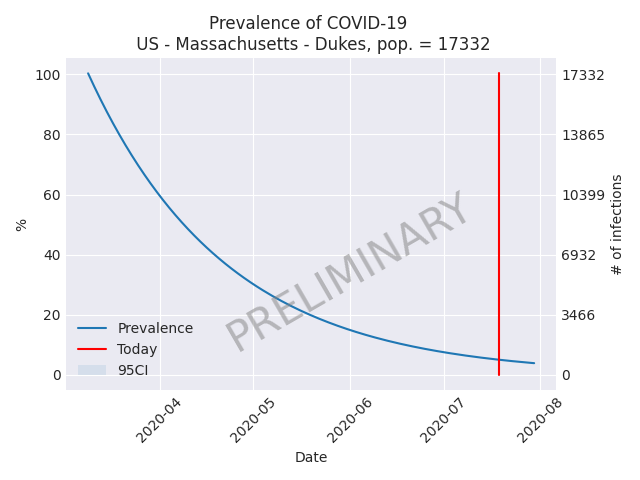 Prevalence of COVID-19
US - Massachusetts - Dukes, pop. = 17332
100
80
60
40
20
0
%
17332
13865
10399
6932
3466
0
# of infections
PRELIMINARY
Prevalence
Today
95CI
2020-04
2020-05
2020-06
2020-07
2020-08
Date